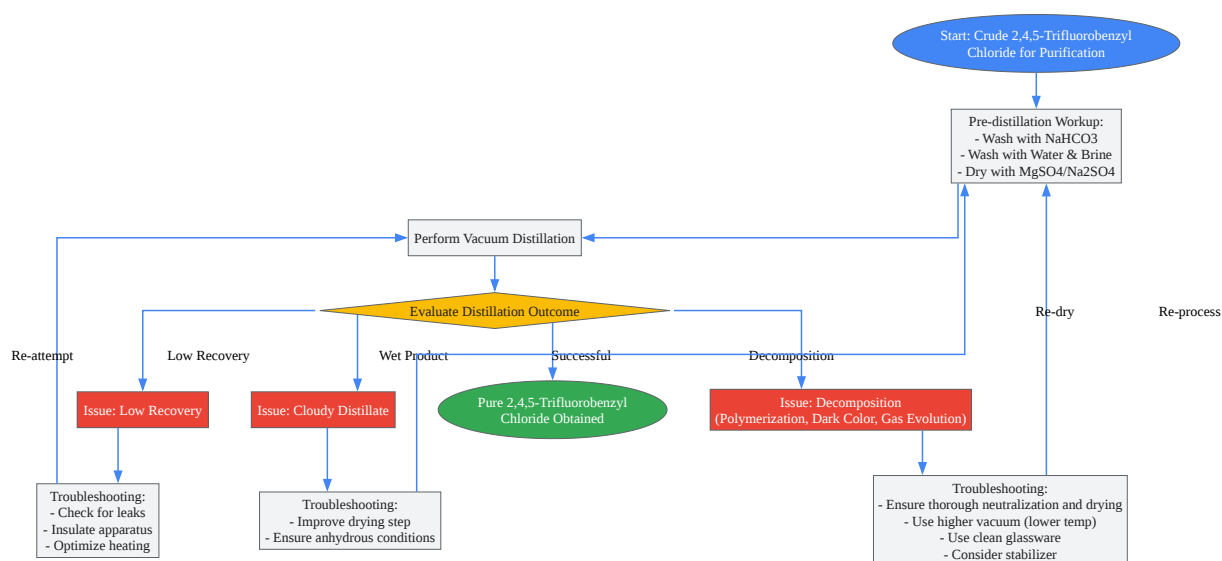 Start: Crude 2,4,5-Trifluorobenzyl
Chloride for Purification
Pre-distillation Workup:
- Wash with NaHCO3
- Wash with Water & Brine
- Dry with MgSO4/Na2SO4
Perform Vacuum Distillation
Evaluate Distillation Outcome
Re-dry
Re-process
Re-attempt
Low Recovery
Wet Product
Successful
Decomposition
Issue: Low Recovery
Issue: Cloudy Distillate
Pure 2,4,5-Trifluorobenzyl
Chloride Obtained
Issue: Decomposition
(Polymerization, Dark Color, Gas Evolution)
Troubleshooting:
- Check for leaks
- Insulate apparatus
- Optimize heating
Troubleshooting:
- Improve drying step
- Ensure anhydrous conditions
Troubleshooting:
- Ensure thorough neutralization and drying
- Use higher vacuum (lower temp)
- Use clean glassware
- Consider stabilizer